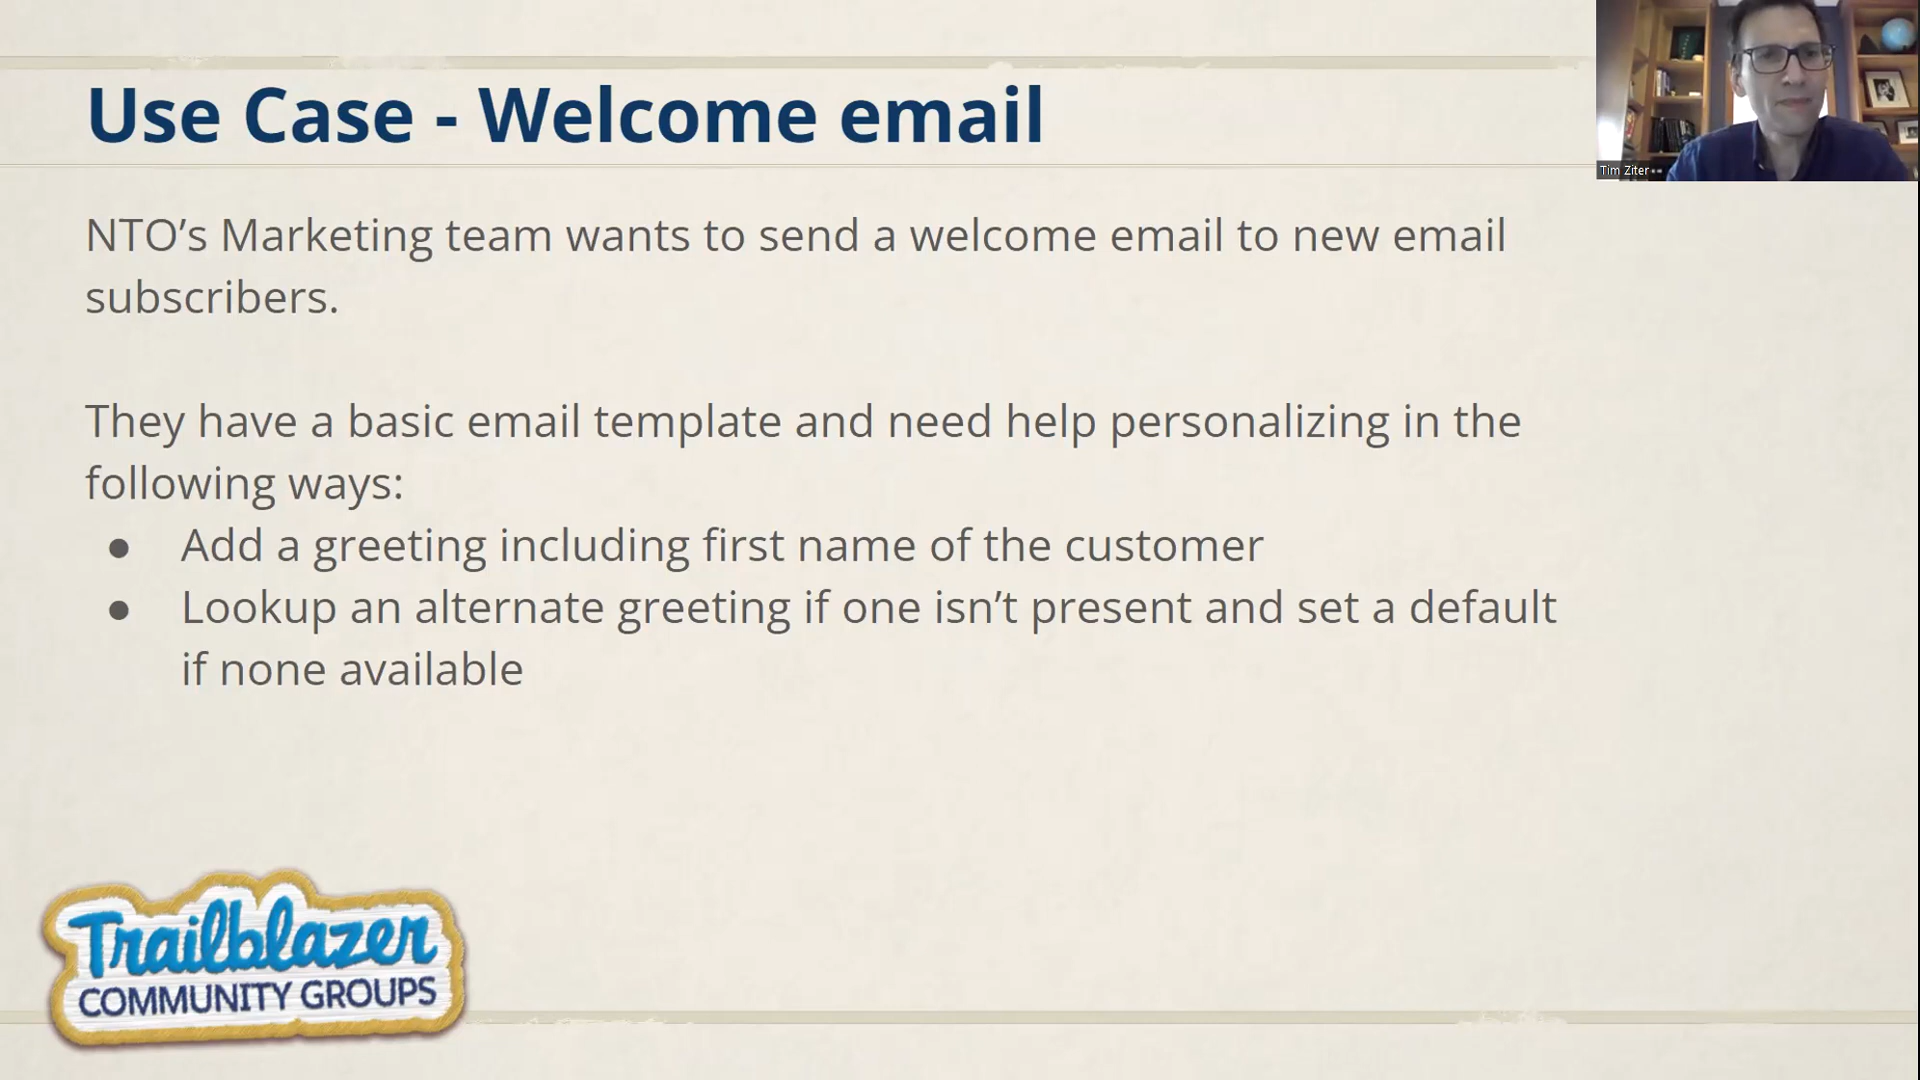 Use Case - Welcome email
Tim Ziter
NTO’s Marketing team wants to send a welcome email to new email
subscribers.
They have a basic email template and need help personalizing in the
following ways:
● Add a greeting including first name of the customer
● Lookup an alternate greeting if one isn’t present and set a default
if none available
Trailblazer
COMMUNITY GROUPS